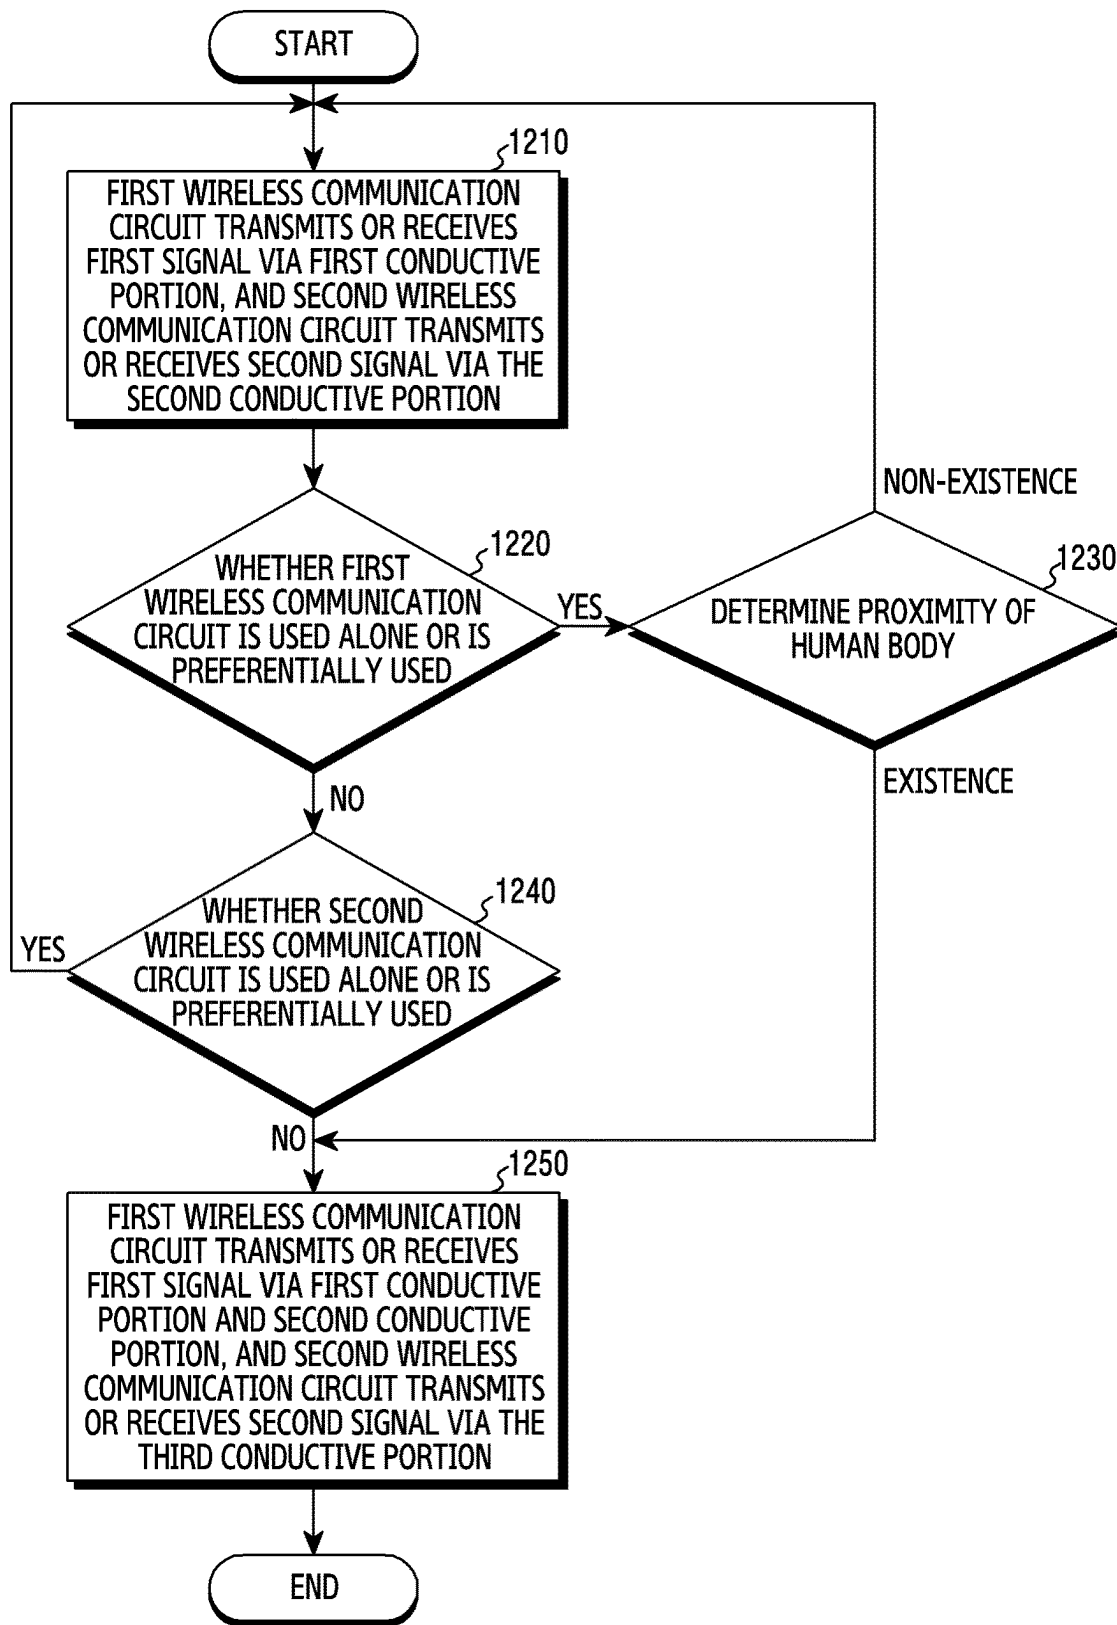 START
1210
FIRST WIRELESS COMMUNICATION
CIRCUIT TRANSMITS OR RECEIVES
FIRST SIGNAL VIA FIRST CONDUCTIVE
PORTION, AND SECOND WIRELESS
COMMUNICATION CIRCUIT TRANSMITS
OR RECEIVES SECOND SIGNAL VIA THE
SECOND CONDUCTIVE PORTION
1220
WHETHER FIRST
WIRELESS COMMUNICATION
CIRCUIT IS USED ALONE OR IS
PREFERENTIALLY USED
YES
NON-EXISTENCE
1230
DETERMINE PROXIMITY OF
HUMAN BODY
EXISTENCE
NO
1240
WHETHER SECOND
WIRELESS COMMUNICATION
CIRCUIT IS USED ALONE OR IS
PREFERENTIALLY USED
YES
NO
1250
FIRST WIRELESS COMMUNICATION
CIRCUIT TRANSMITS OR RECEIVES
FIRST SIGNAL VIA FIRST CONDUCTIVE
PORTION AND SECOND CONDUCTIVE
PORTION, AND SECOND WIRELESS
COMMUNICATION CIRCUIT TRANSMITS
OR RECEIVES SECOND SIGNAL VIA THE
THIRD CONDUCTIVE PORTION
END